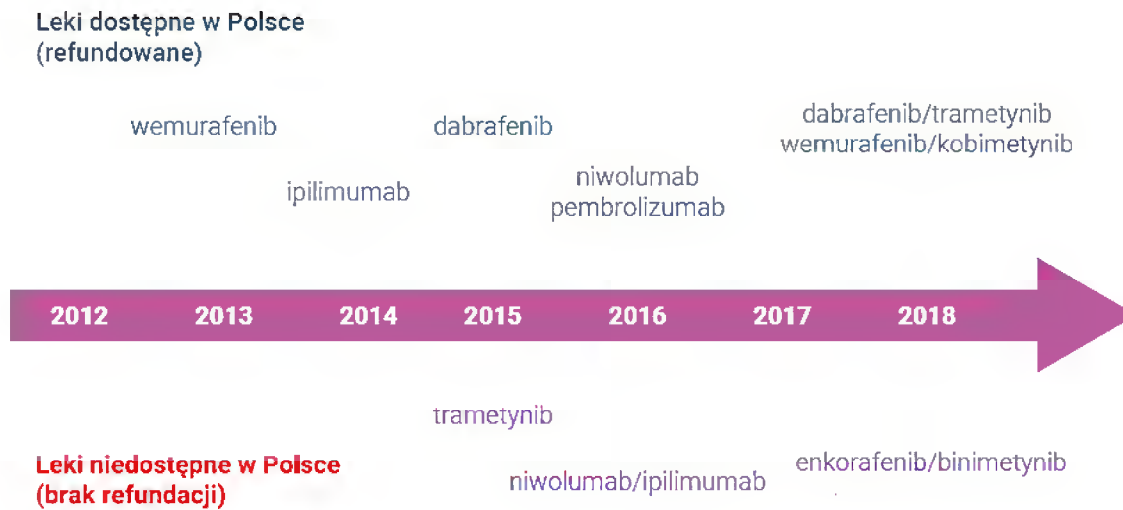 Leki dostępne w Polsce
(refundowane)
wemurafenib
dabrafenib
dabrafenib/trametynib
wemurafenib/kobimetynib
ipilimumab
niwolumab
pembrolizumab
2012 2013 2014 2015 2016 2017 2018
trametynib
Leki niedostępne w Polsce
(brak refundacji)
niwolumab/ipilimumab
enkorafenib/binimetynib